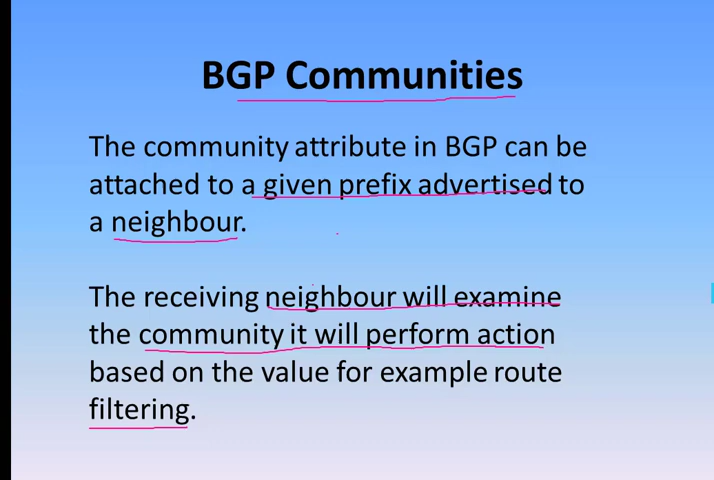 BGP Communities
The community attribute in BGP can be
attached to a given prefix advertised to
a neighbour.
The receiving neighbour will examine
the community it will perform action
based on the value for example route
filtering.